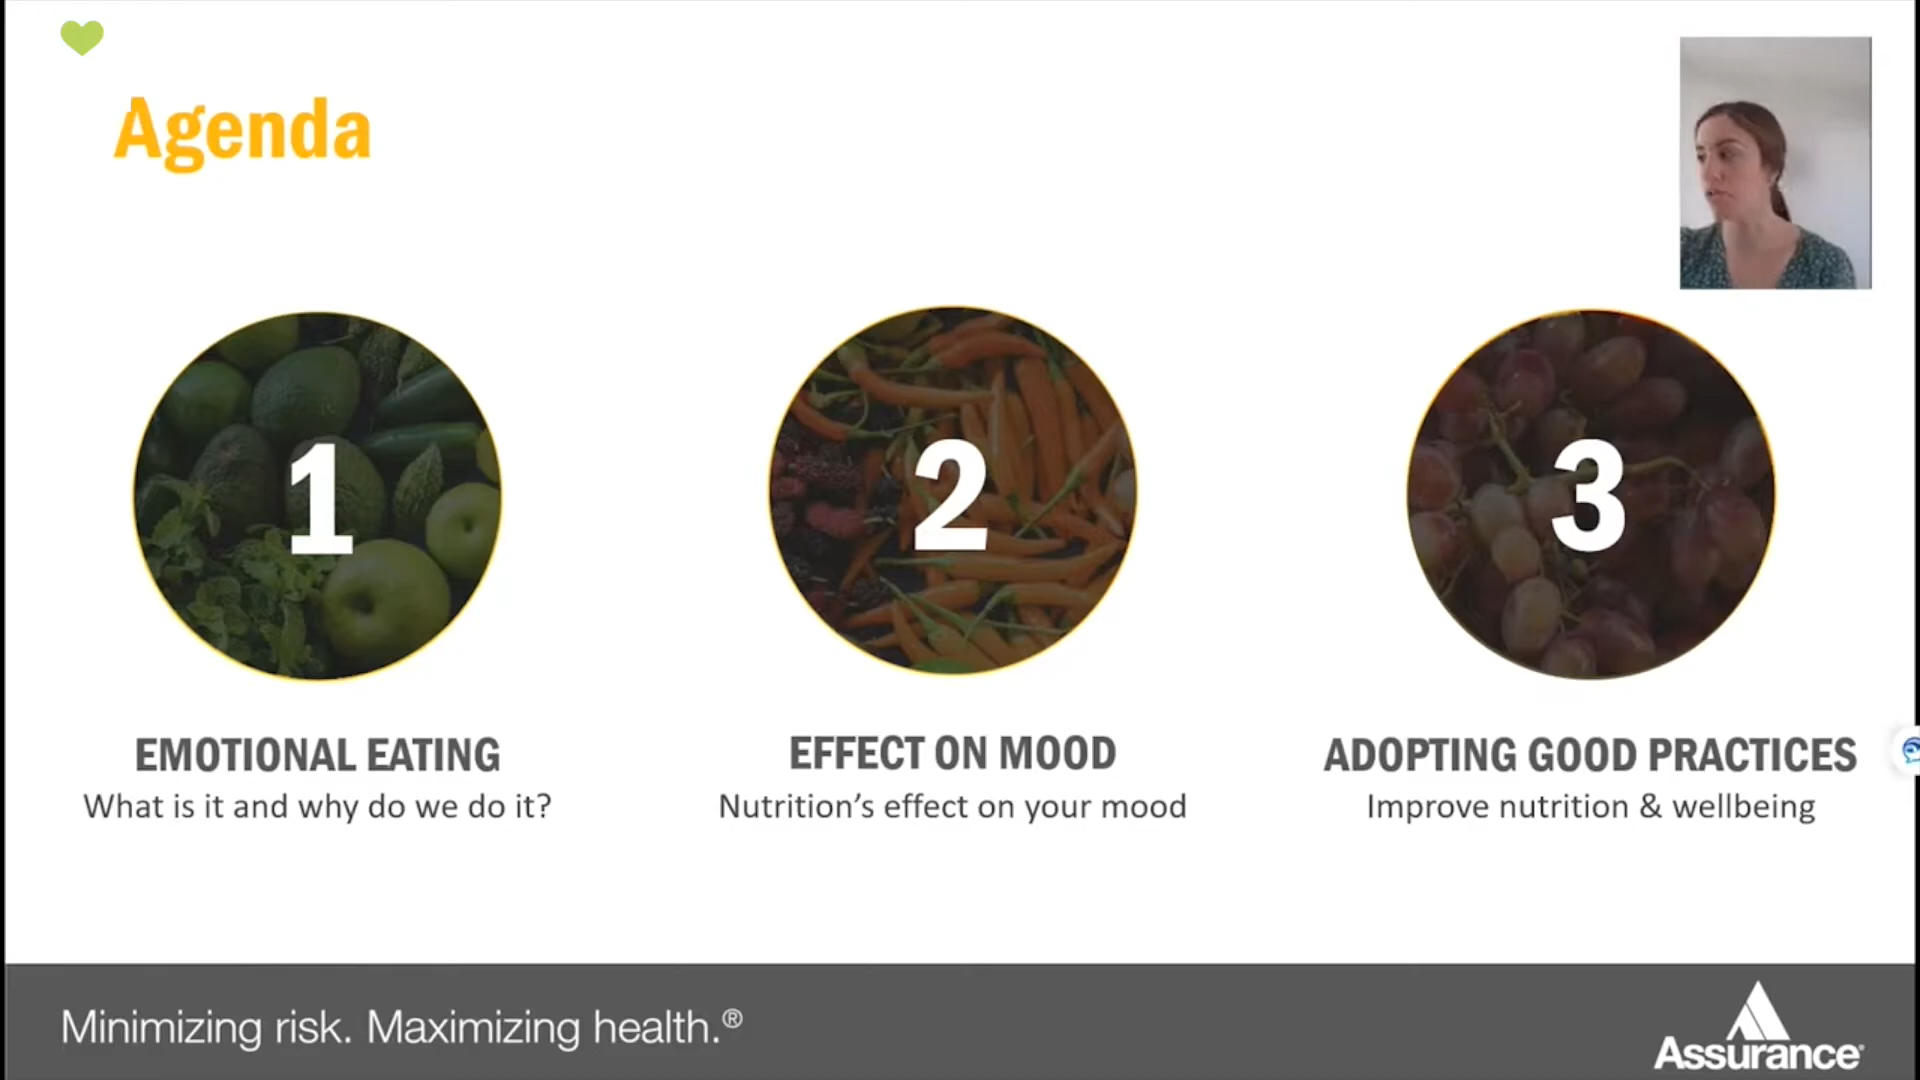 Agenda
1
2
3
EMOTIONAL EATING
What is it and why do we do it?
EFFECT ON MOOD
Nutrition’s effect on your mood
ADOPTING GOOD PRACTICES
Improve nutrition & wellbeing
Minimizing risk. Maximizing health.®
Assurance